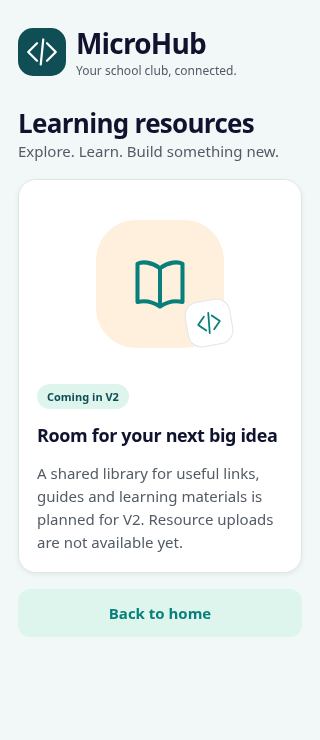 MicroHub
Your school club, connected.
Learning resources
Explore. Learn. Build something new.
Coming in V2
Room for your next big idea
A shared library for useful links,
guides and learning materials is
planned for V2. Resource uploads
are not available yet.
Back to home